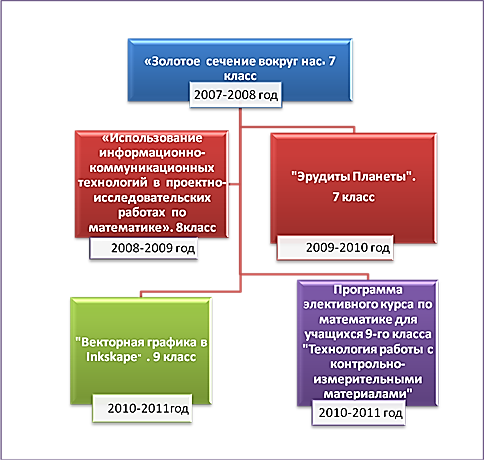 «Золотое сечение вокруг нас. 7
класс
2007-2008 год
«Использование
информационно-
коммуникационных
технологий в проектно-
исследовательских
работах по
математике». 8класс
2008-2009 год
"Эрудиты Планеты".
7 класс
2009-2010 год
"Векторная графика в
Inkskape" . 9 класс
2010-2011год
Программа
элективного курса по
математике для
учащихся 9-го класса
"Технология работы с
контрольно-
измерительными
материалами"
2010-2011 год